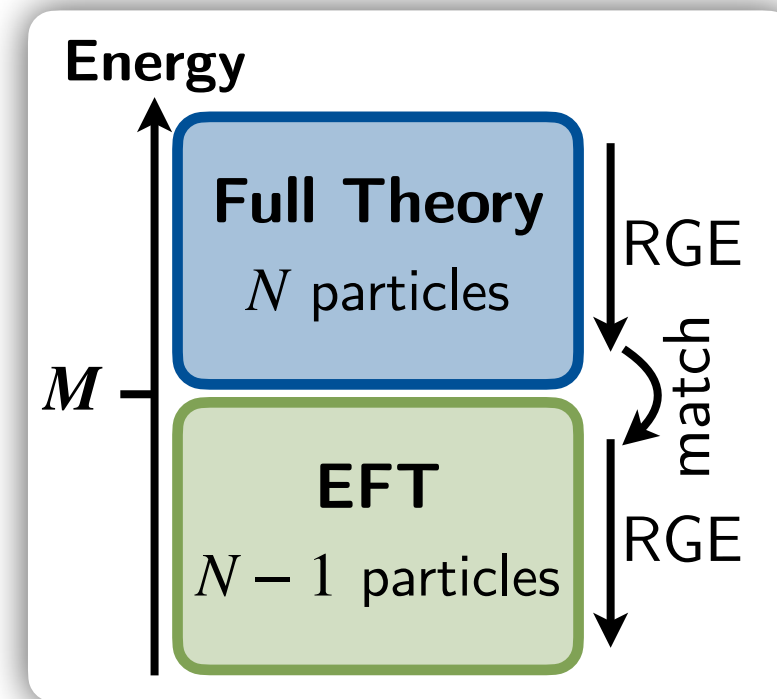 Energy
Full Theory
N particles
RGE
match
M
EFT
N − 1 particles
RGE